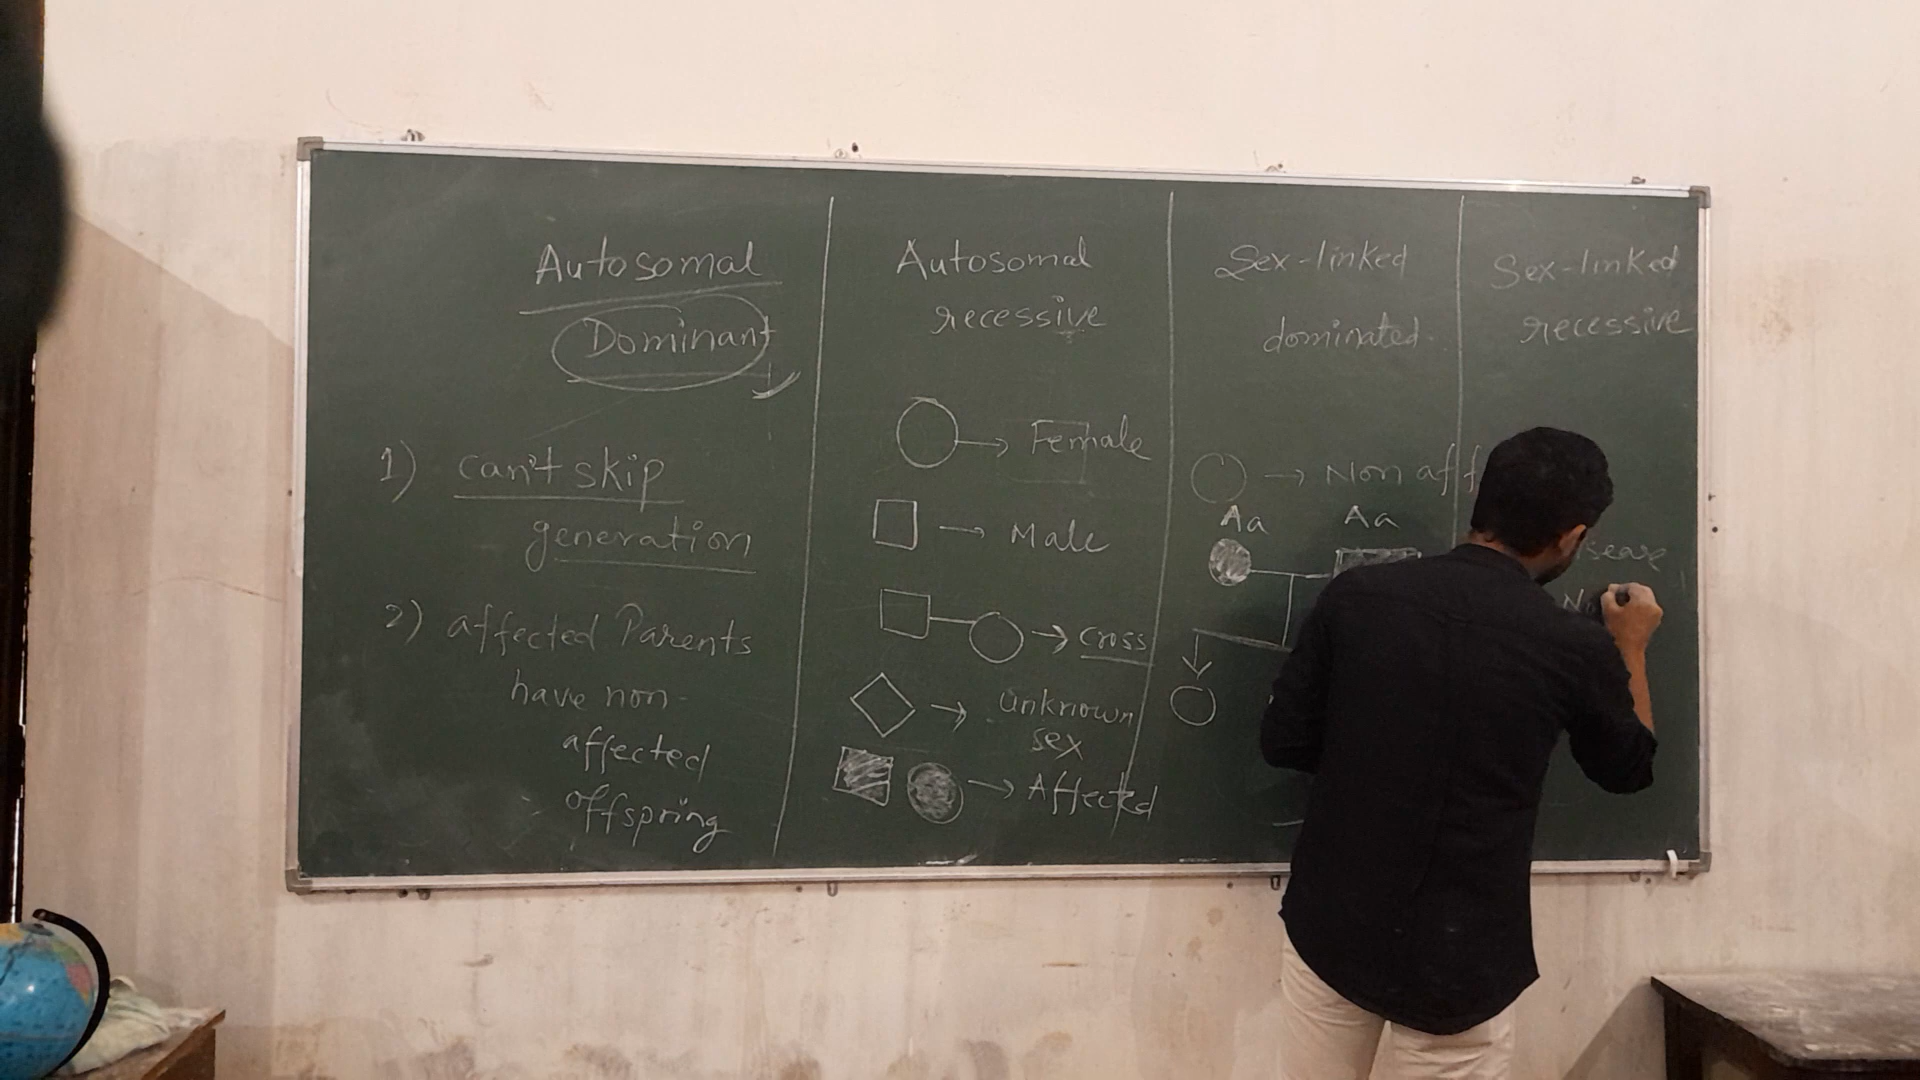 Autosomal
Dominant
1) can't skip
generation
2) affected Parents
have non-
affected
offspring
Autosomal
recessive
→ Female
→ Male
→ cross
→ unknown
sex
→ Affected
Sex-linked
dominated.
→ Non aff
Aa Aa
Sex-linked
recessive